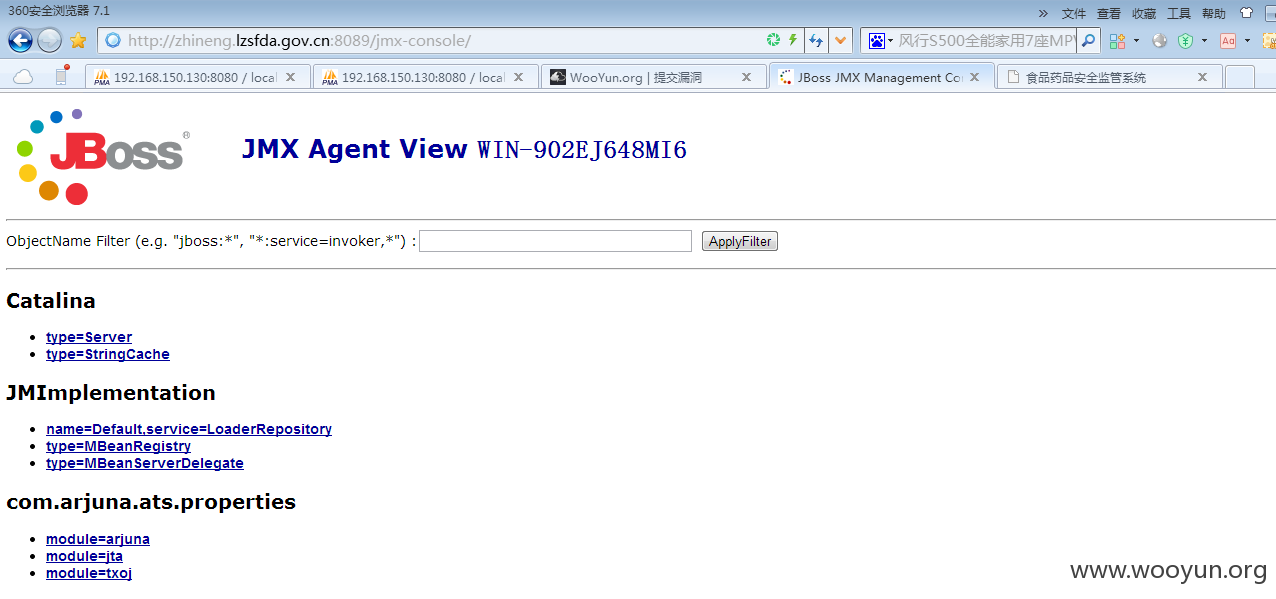 360安全浏览器 7.1
» 文件 查看 收藏 工具 帮助
http://zhineng.lzsfda.gov.cn:8089/jmx-console/
风行S500全能家用7座MPV
192.168.150.130:8080 / local
192.168.150.130:8080 / local
WooYun.org | 提交漏洞
JBoss JMX Management Co
食品药品安全监管系统
JBoss®
JMX Agent View WIN-902EJ648MI6
ObjectName Filter (e.g. "jboss:*", "*:service=invoker,*") :
ApplyFilter
Catalina
type=Server
type=StringCache
JMImplementation
name=Default,service=LoaderRepository
type=MBeanRegistry
type=MBeanServerDelegate
com.arjuna.ats.properties
module=arjuna
module=jta
module=txoj
www.wooyun.org